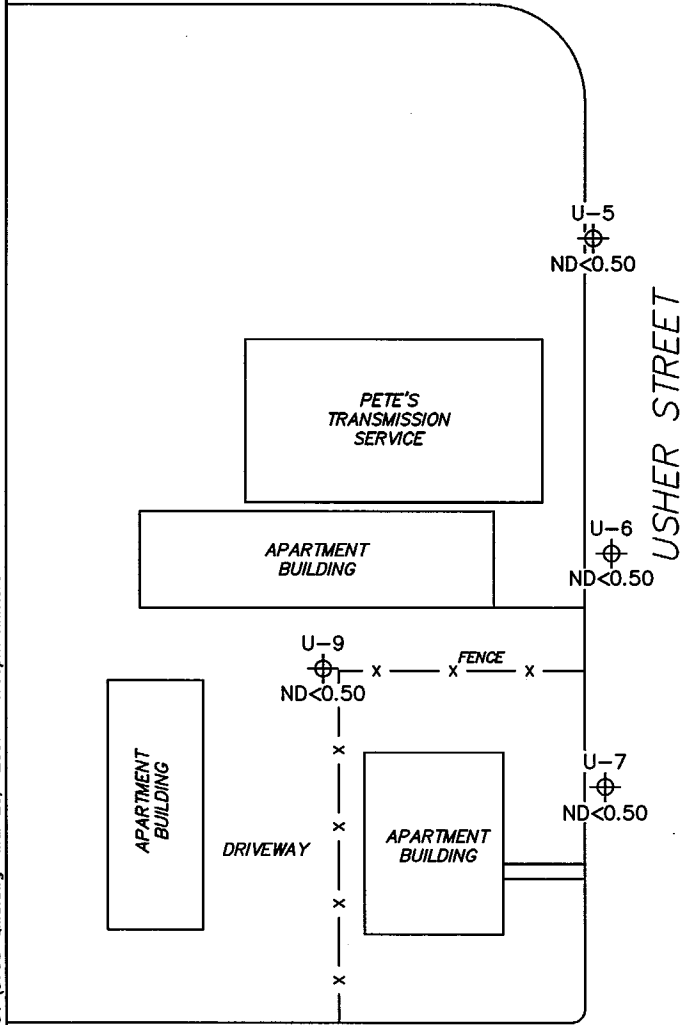 U-5
ND<0.50
USHER STREET
PETE'S
TRANSMISSION
SERVICE
U-6
ND<0.50
APARTMENT
BUILDING
U-9
ND<0.50
FENCE
U-7
ND<0.50
APARTMENT
BUILDING
DRIVEWAY
APARTMENT
BUILDING